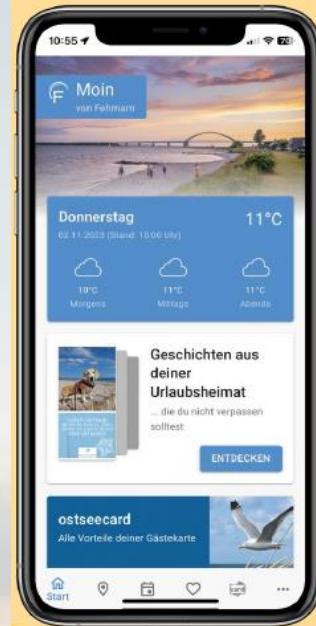 10:55
Moin
von Fehmarn
Donnerstag
11°C
02.11.2023 (Stand: 10:00 Uhr)
10°C
11°C
11°C
Morgens
Mittags
Abends
Geschichten aus
deiner
Urlaubsheimat
... die du nicht verpassen
solltest
ENTDECKEN
ostseecard
Alle Vorteile deiner Gästekarte
Start
card